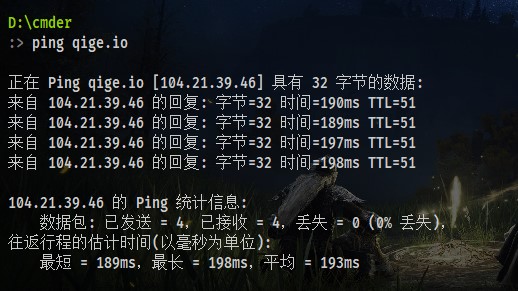 D:\cmder
:> ping qige.io
正在 Ping qige.io [104.21.39.46] 具有 32 字节的数据:
来自 104.21.39.46 的回复: 字节=32 时间=190ms TTL=51
来自 104.21.39.46 的回复: 字节=32 时间=189ms TTL=51
来自 104.21.39.46 的回复: 字节=32 时间=197ms TTL=51
来自 104.21.39.46 的回复: 字节=32 时间=198ms TTL=51
104.21.39.46 的 Ping 统计信息:
数据包: 已发送 = 4，已接收 = 4，丢失 = 0 (0% 丢失)，
往返行程的估计时间(以毫秒为单位):
最短 = 189ms，最长 = 198ms，平均 = 193ms